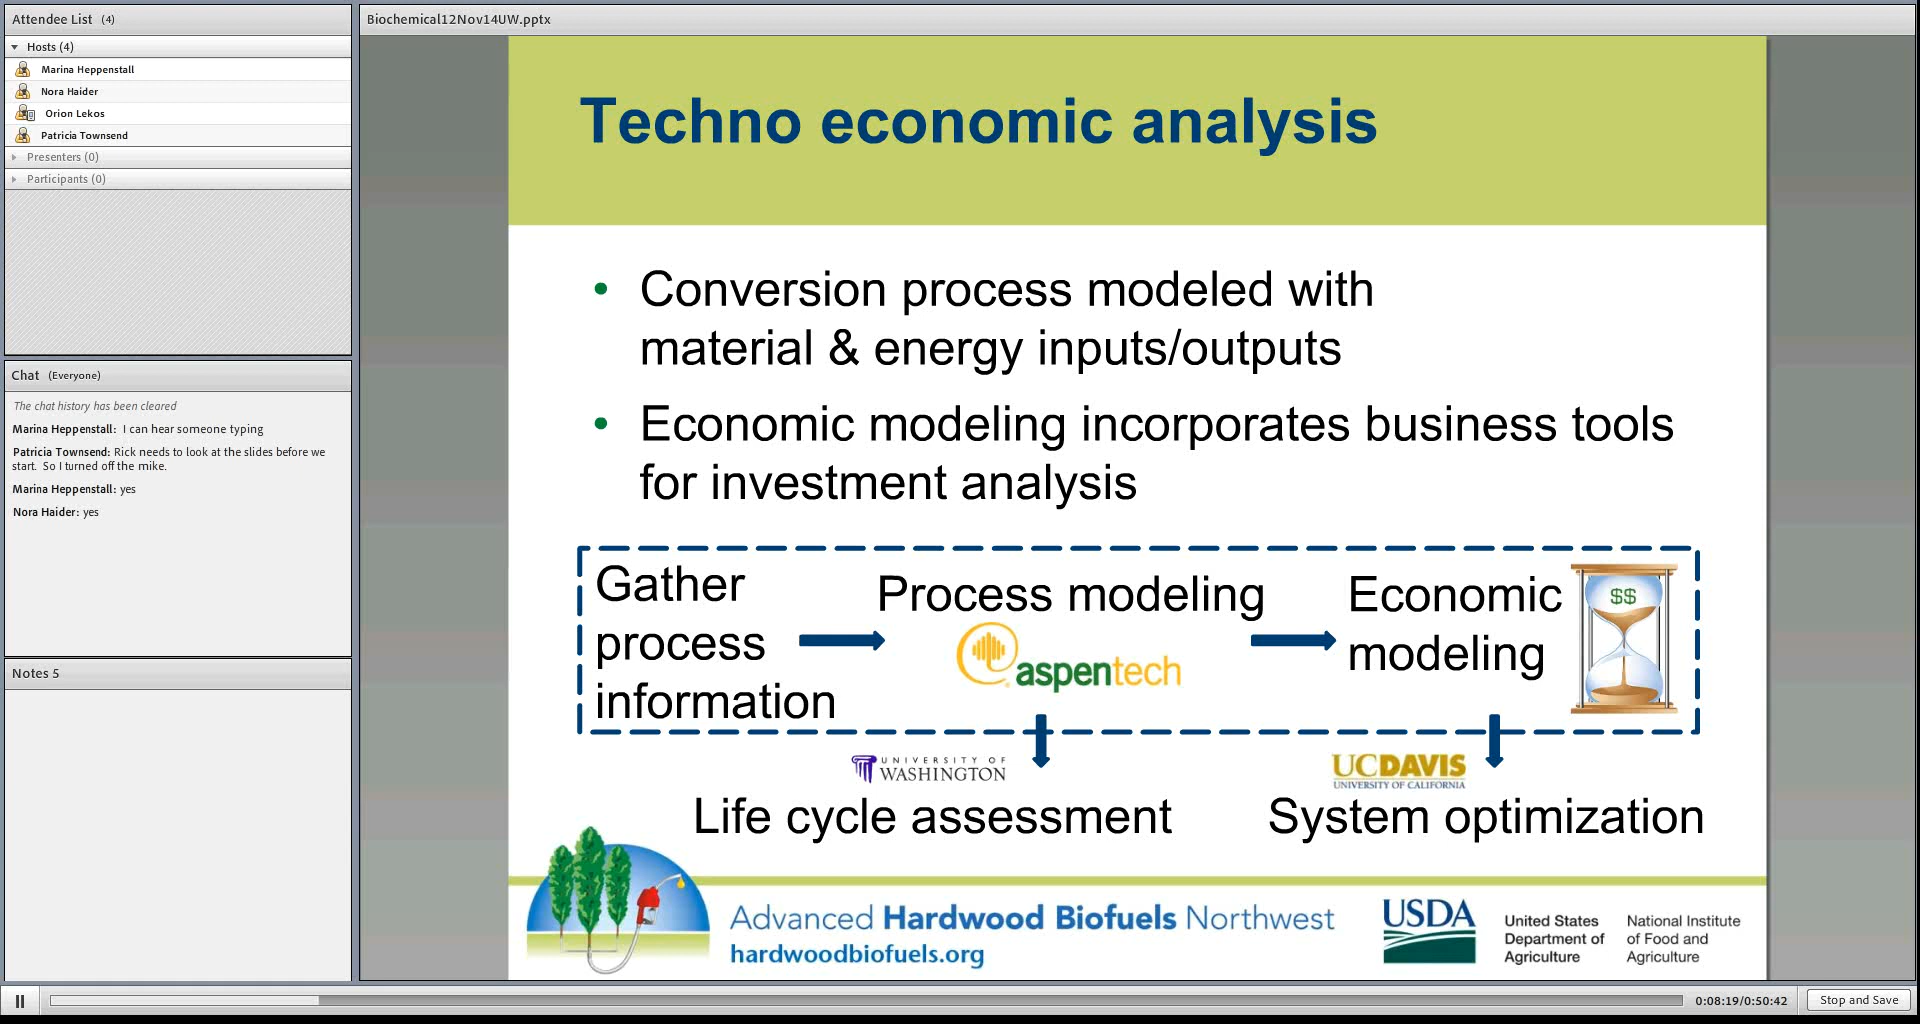 Attendee List (4)
Hosts (4)
Marina Heppenstall
Nora Haider
Orion Lekos
Patricia Townsend
Presenters (0)
Participants (0)
Chat (Everyone)
The chat history has been cleared
Marina Heppenstall: I can hear someone typing
Patricia Townsend: Rick needs to look at the slides before we
start. So I turned off the mike.
Marina Heppenstall: yes
Nora Haider: yes
Notes 5
Biochemical12Nov14UW.pptx
Techno economic analysis
• Conversion process modeled with
material & energy inputs/outputs
• Economic modeling incorporates business tools
for investment analysis
Gather
process
information
Process modeling
aspentech
Economic
modeling
$$
UNIVERSITY OF
WASHINGTON
Life cycle assessment
UCDAVIS
UNIVERSITY OF CALIFORNIA
System optimization
Advanced Hardwood Biofuels Northwest
hardwoodbiofuels.org
USDA
United States
Department of
Agriculture
National Institute
of Food and
Agriculture
0:08:19/0:50:42
Stop and Save